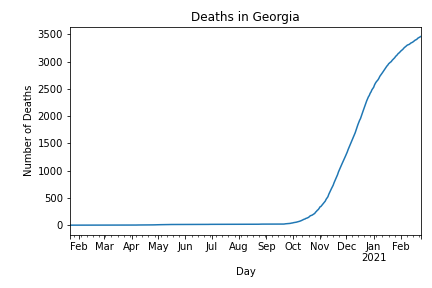 Deaths in Georgia
3500
3000
2500
2000
1500
1000
500
0
Number of Deaths
Feb Mar Apr May Jun Jul Aug Sep Oct Nov Dec Jan Feb
2021
Day